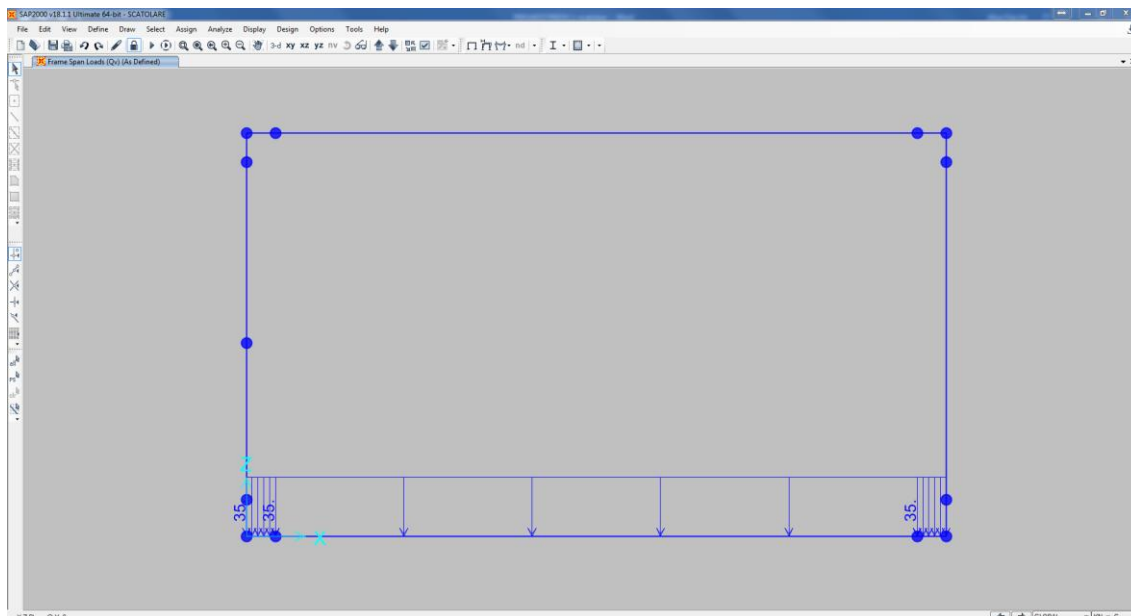 SAP2000 v18.1.1 Ultimate 64-bit - SCATOLARE
File Edit View Define Draw Select Assign Analyze Display Design Options Tools Help
3-d xy xz yz nv nd
Frame Span Loads (Qv) (As Defined)
Z
35.
35.
35.
X